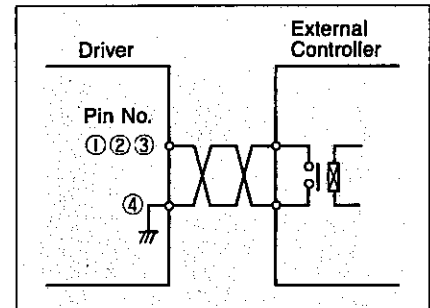 External
Driver Controller
Pin No.
①②③
④